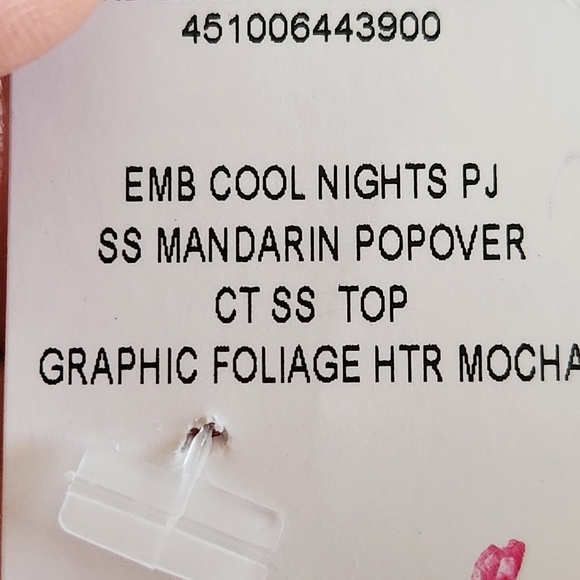 451006443900
EMB COOL NIGHTS PJ
SS MANDARIN POPOVER
CT SS TOP
GRAPHIC FOLIAGE HTR MOCHA